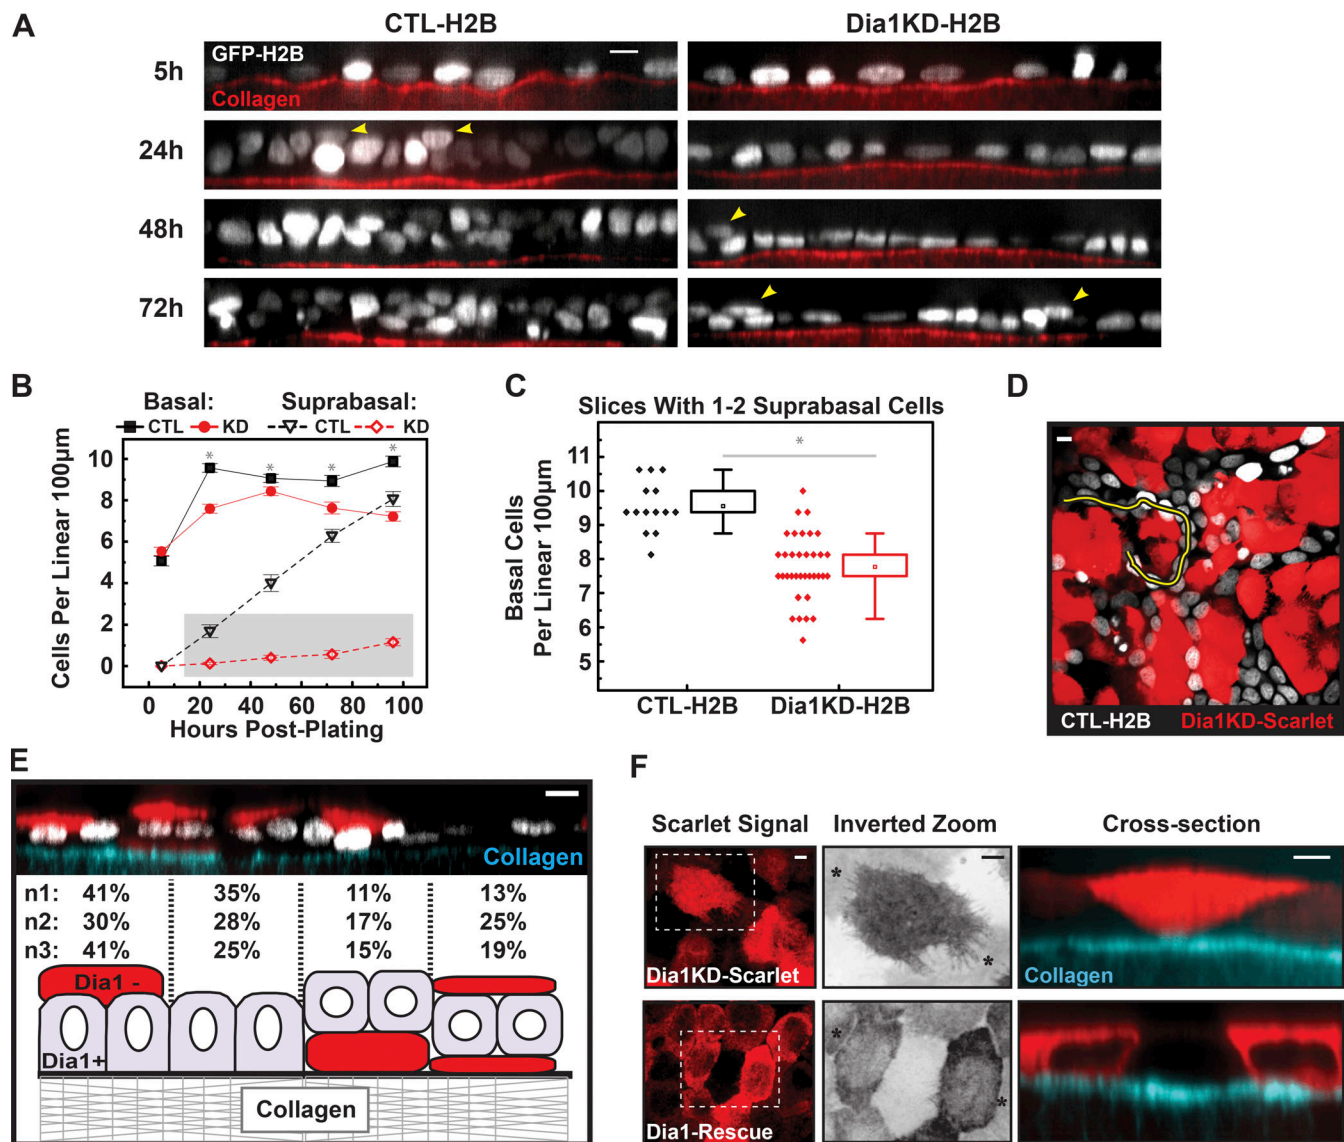 A
CTL-H2B
Dia1KD-H2B
GFP-H2B
Collagen
5h
24h
48h
72h
B
Basal:
Suprabasal:
CTL
KD
CTL
KD
Cells Per Linear 100µm
10
8
6
4
2
0
* * * *
0 20 40 60 80 100
Hours Post-Plating
C
Slices With 1-2 Suprabasal Cells
*
Basal Cells
Per Linear 100µm
11
10
9
8
7
6
5
CTL-H2B
Dia1KD-H2B
D
CTL-H2B
Dia1KD-Scarlet
E
Collagen
n1: 41% 35% 11% 13%
n2: 30% 28% 17% 25%
n3: 41% 25% 15% 19%
Dia1 -
Dia1+
Collagen
F
Scarlet Signal
Inverted Zoom
Cross-section
Dia1KD-Scarlet
*
*
Collagen
Dia1-Rescue
*
*